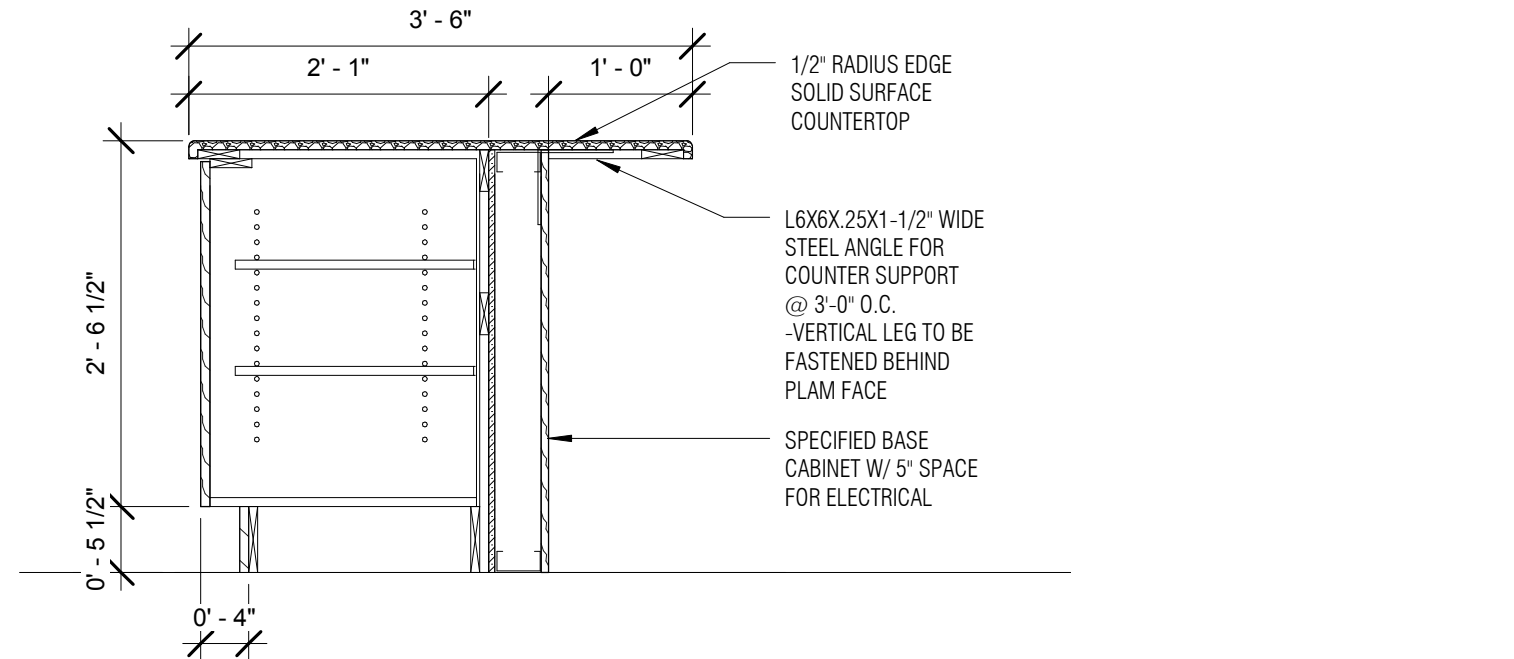 3' - 6"
2' - 1"
1' - 0"
1/2" RADIUS EDGE
SOLID SURFACE
COUNTERTOP
L6X6X.25X1-1/2" WIDE
STEEL ANGLE FOR
COUNTER SUPPORT
@ 3'-0" O.C.
-VERTICAL LEG TO BE
FASTENED BEHIND
PLAM FACE
2' - 6 1/2"
SPECIFIED BASE
CABINET W/ 5" SPACE
FOR ELECTRICAL
0' - 5 1/2"
0' - 4"